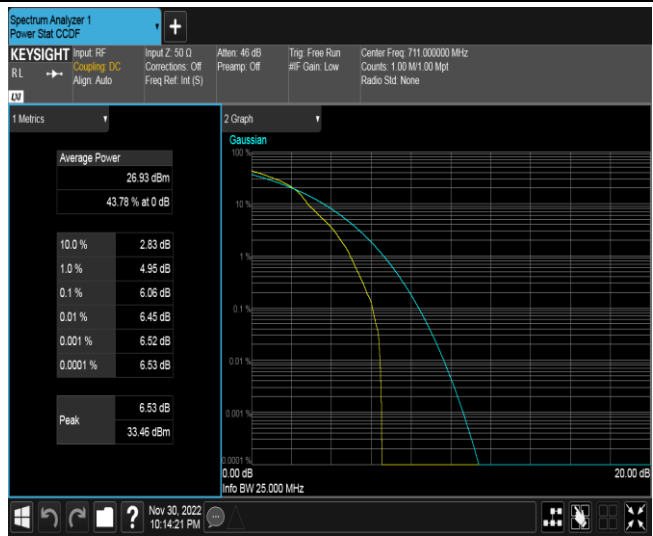 Spectrum Analyzer 1
Power Stat CCDF
+
KEYSIGHT
RL
LXI
Input: RF
Coupling: DC
Align: Auto
Input Z: 50 Ω
Corrections: Off
Freq Ref: Int (S)
Atten: 46 dB
Preamp: Off
Trig: Free Run
#IF Gain: Low
Center Freq: 711.000000 MHz
Counts: 1.00 M/1.00 Mpt
Radio Std: None
1 Metrics
Average Power
26.93 dBm
43.78 % at 0 dB
10.0 % 2.83 dB
1.0 % 4.95 dB
0.1 % 6.06 dB
0.01 % 6.45 dB
0.001 % 6.52 dB
0.0001 % 6.53 dB
Peak
6.53 dB
33.46 dBm
2 Graph
Gaussian
100 %
10 %
1 %
0.1 %
0.01 %
0.001 %
0.0001 %
0.00 dB 20.00 dB
Info BW 25.000 MHz
?
Nov 30, 2022
10:14:21 PM